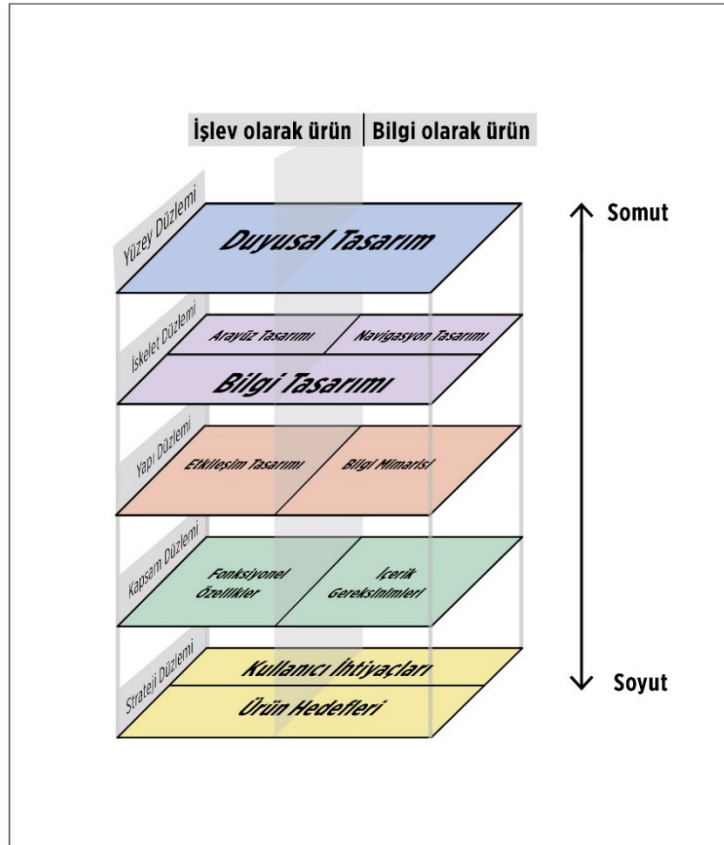 İşlev olarak ürün
Bilgi olarak ürün
Yüzey Düzlemi
Duyusal Tasarım
Somut
İskelet Düzlemi
Arayüz Tasarımı
Navigasyon Tasarımı
Bilgi Tasarımı
Yapı Düzlemi
Etkileşim Tasarımı
Bilgi Mimarisi
Kapsam Düzlemi
Fonksiyonel
Özellikler
İçerik
Gereksinimleri
Strateji Düzlemi
Kullanıcı İhtiyaçları
Ürün Hedefleri
Soyut